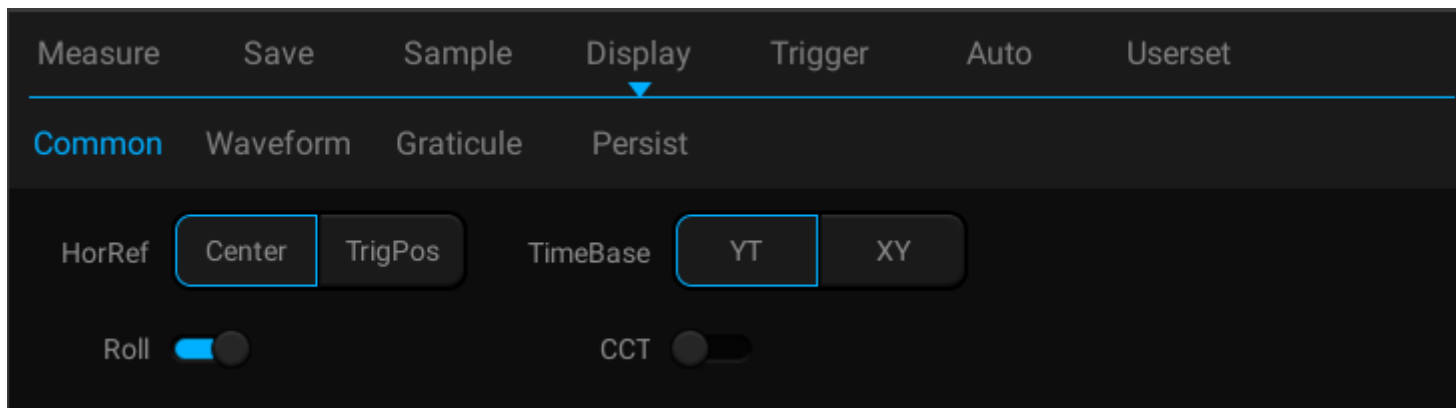 Measure Save Sample Display Trigger Auto Userset
Common Waveform Graticule Persist
HorRef Center TrigPos TimeBase YT XY
Roll CCT